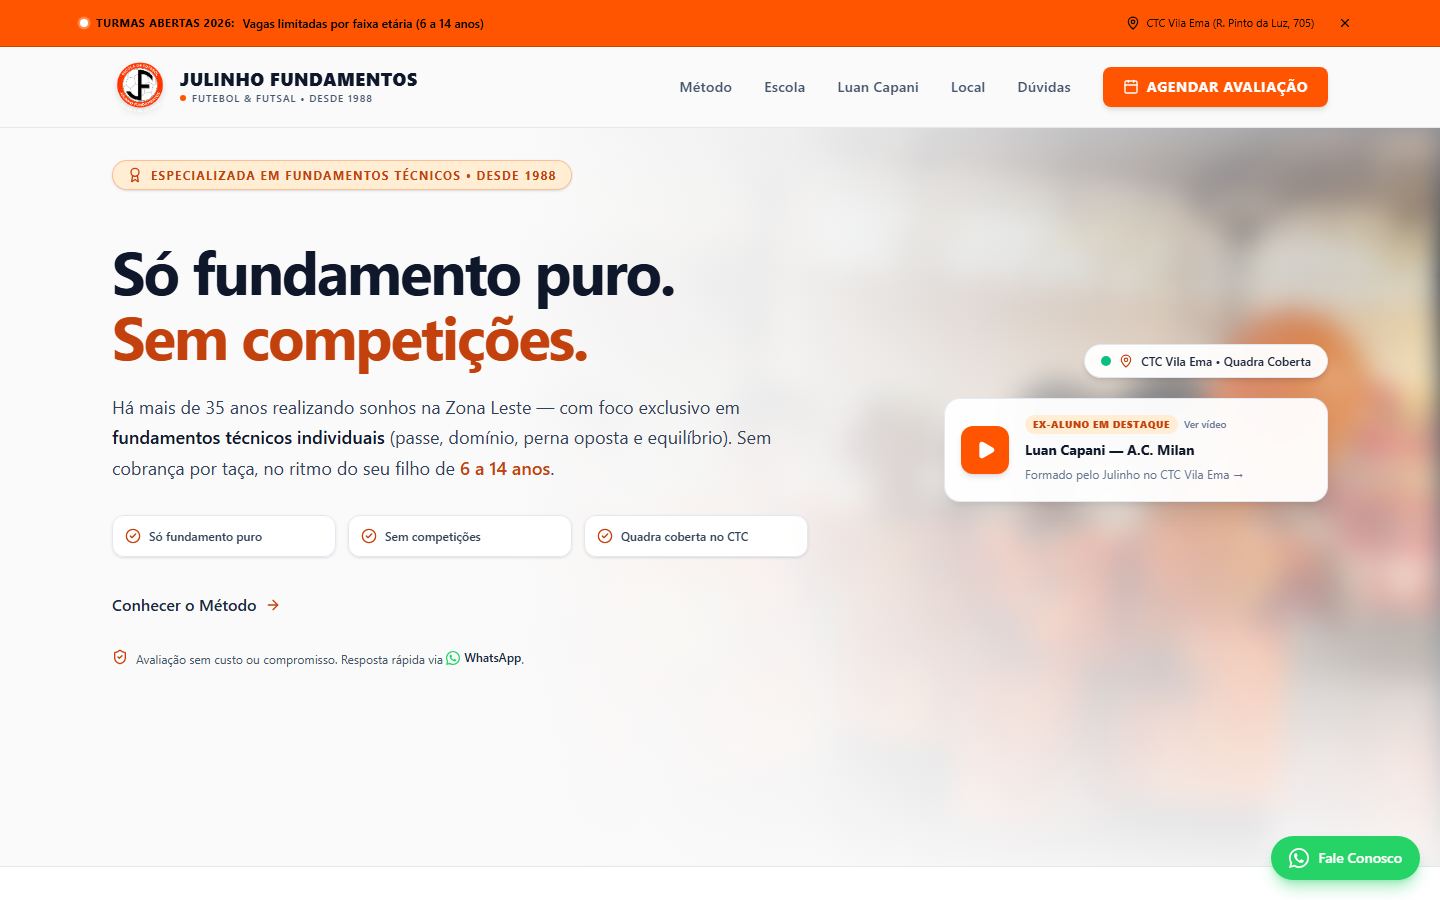 TURMAS ABERTAS 2026: Vagas limitadas por faixa etária (6 a 14 anos)
CTC Vila Ema (R. Pinto da Luz, 705)
JULINHO FUNDAMENTOS
FUTEBOL & FUTSAL • DESDE 1988
Método
Escola
Luan Capani
Local
Dúvidas
AGENDAR AVALIAÇÃO
ESPECIALIZADA EM FUNDAMENTOS TÉCNICOS • DESDE 1988
Só fundamento puro.
Sem competições.
Há mais de 35 anos realizando sonhos na Zona Leste — com foco exclusivo em
fundamentos técnicos individuais (passe, domínio, perna oposta e equilíbrio). Sem
cobrança por taça, no ritmo do seu filho de 6 a 14 anos.
Só fundamento puro
Sem competições
Quadra coberta no CTC
Conhecer o Método →
Avaliação sem custo ou compromisso. Resposta rápida via WhatsApp.
CTC Vila Ema • Quadra Coberta
EX-ALUNO EM DESTAQUE Ver vídeo
Luan Capani — A.C. Milan
Formado pelo Julinho no CTC Vila Ema →
Fale Conosco